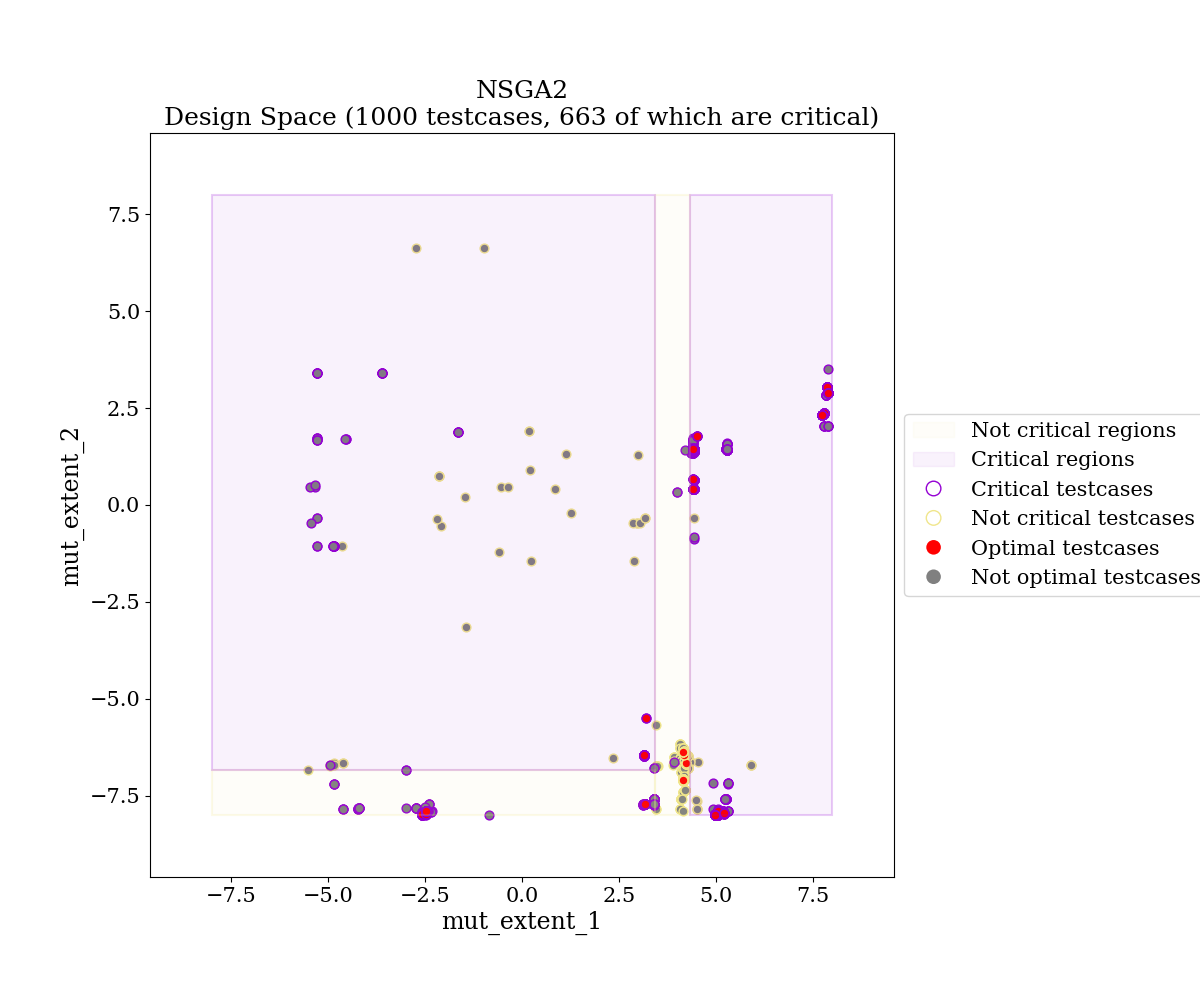 NSGA2
Design Space (1000 testcases, 663 of which are critical)
mut_extent_2
7.5
5.0
2.5
0.0
−2.5
−5.0
−7.5
−7.5 −5.0 −2.5 0.0 2.5 5.0 7.5
mut_extent_1
Not critical regions
Critical regions
Critical testcases
Not critical testcases
Optimal testcases
Not optimal testcases